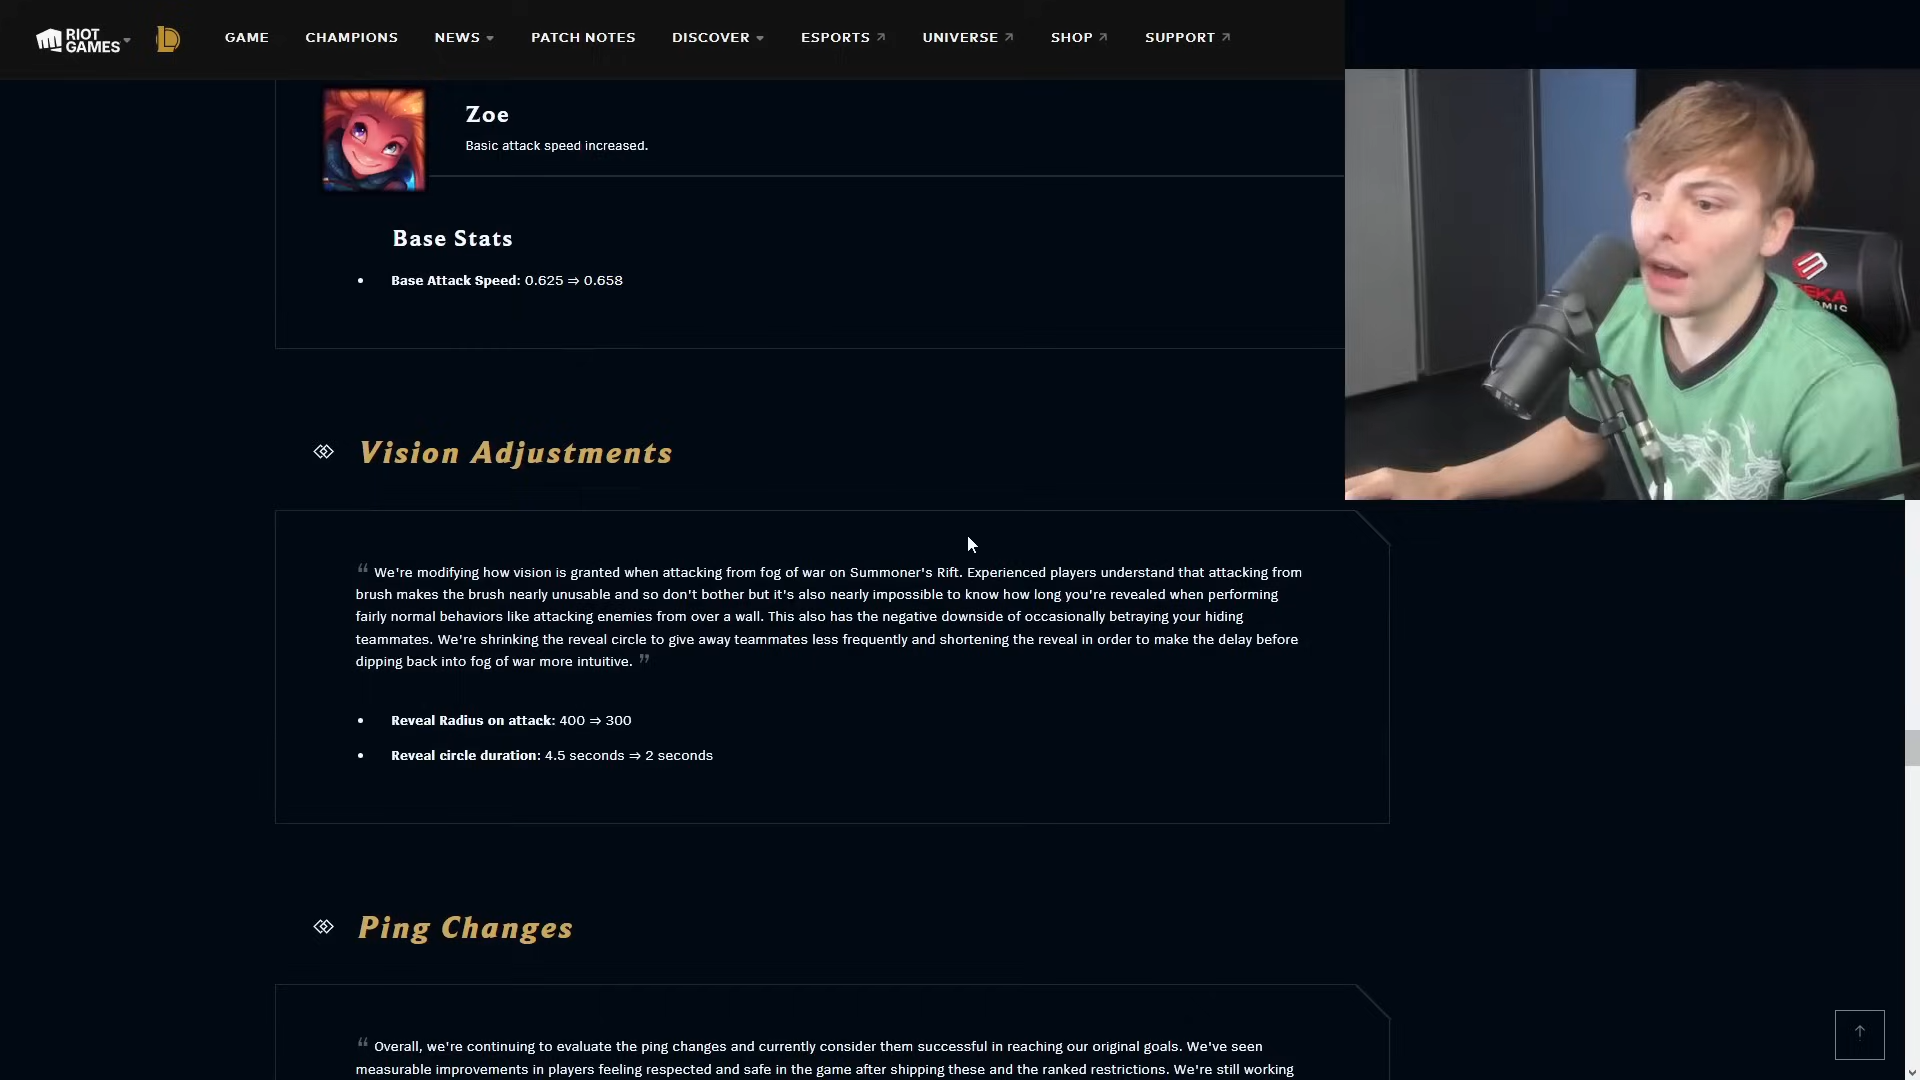 RIOT GAMES
GAME CHAMPIONS NEWS PATCH NOTES DISCOVER ESPORTS UNIVERSE SHOP SUPPORT
Zoe
Basic attack speed increased.
Base Stats
• Base Attack Speed: 0.625 ⇒ 0.658
Vision Adjustments
“ We're modifying how vision is granted when attacking from fog of war on Summoner's Rift. Experienced players understand that attacking from
brush makes the brush nearly unusable and so don't bother but it's also nearly impossible to know how long you're revealed when performing
fairly normal behaviors like attacking enemies from over a wall. This also has the negative downside of occasionally betraying your hiding
teammates. We're shrinking the reveal circle to give away teammates less frequently and shortening the reveal in order to make the delay before
dipping back into fog of war more intuitive. ”
• Reveal Radius on attack: 400 ⇒ 300
• Reveal circle duration: 4.5 seconds ⇒ 2 seconds
Ping Changes
“ Overall, we're continuing to evaluate the ping changes and currently consider them successful in reaching our original goals. We've seen
measurable improvements in players feeling respected and safe in the game after shipping these and the ranked restrictions. We're still working